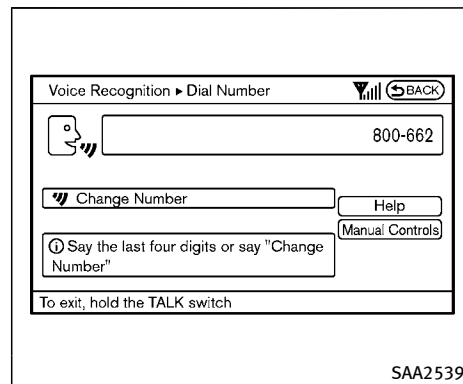 Voice Recognition ▸ Dial Number
BACK
800-662
Change Number
Help
Manual Controls
Say the last four digits or say "Change
Number"
To exit, hold the TALK switch
SAA2539